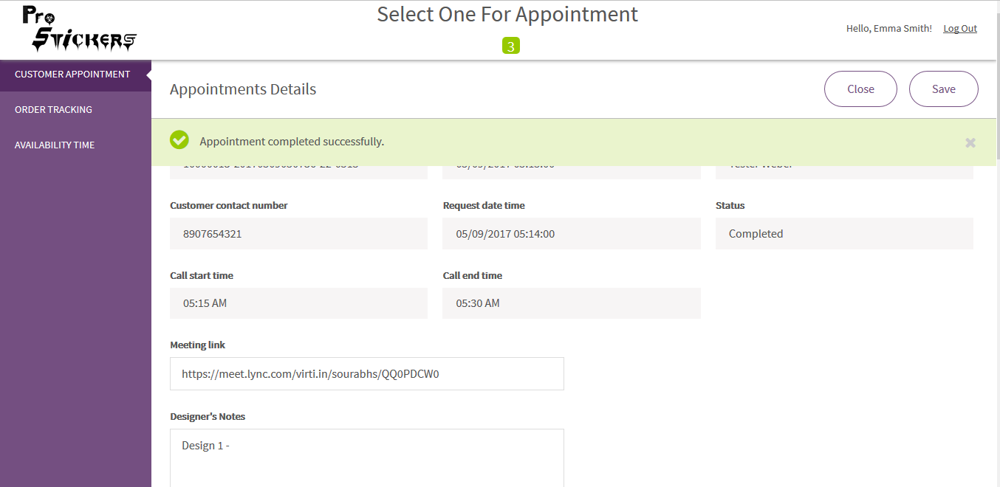 Pro
Stickers
Select One For Appointment
3
Hello, Emma Smith! Log Out
CUSTOMER APPOINTMENT
ORDER TRACKING
AVAILABILITY TIME
Appointments Details
Close Save
Appointment completed successfully.
Customer contact number Request date time Status
8907654321 05/09/2017 05:14:00 Completed
Call start time Call end time
05:15 AM 05:30 AM
Meeting link
https://meet.lync.com/virti.in/sourabhs/QQ0PDCW0
Designer's Notes
Design 1 -